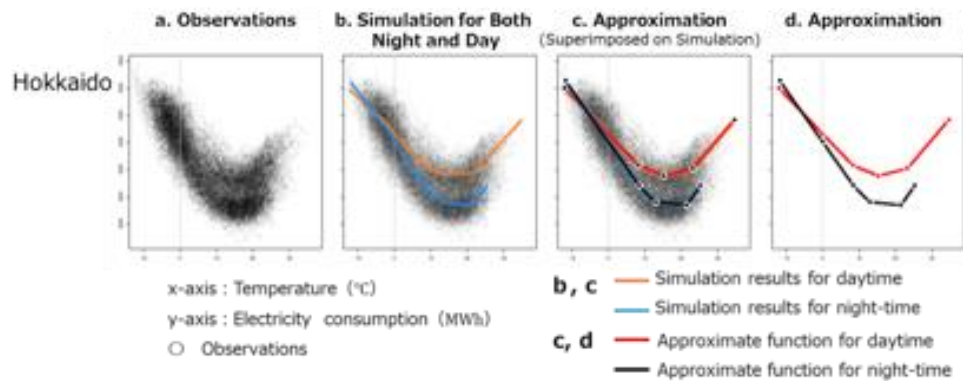 a. Observations
b. Simulation for Both
Night and Day
c. Approximation
(Superimposed on Simulation)
d. Approximation
Hokkaido
x-axis : Temperature (℃)
y-axis : Electricity consumption (MWh)
○ Observations
b, c
Simulation results for daytime
Simulation results for night-time
c, d
Approximate function for daytime
Approximate function for night-time